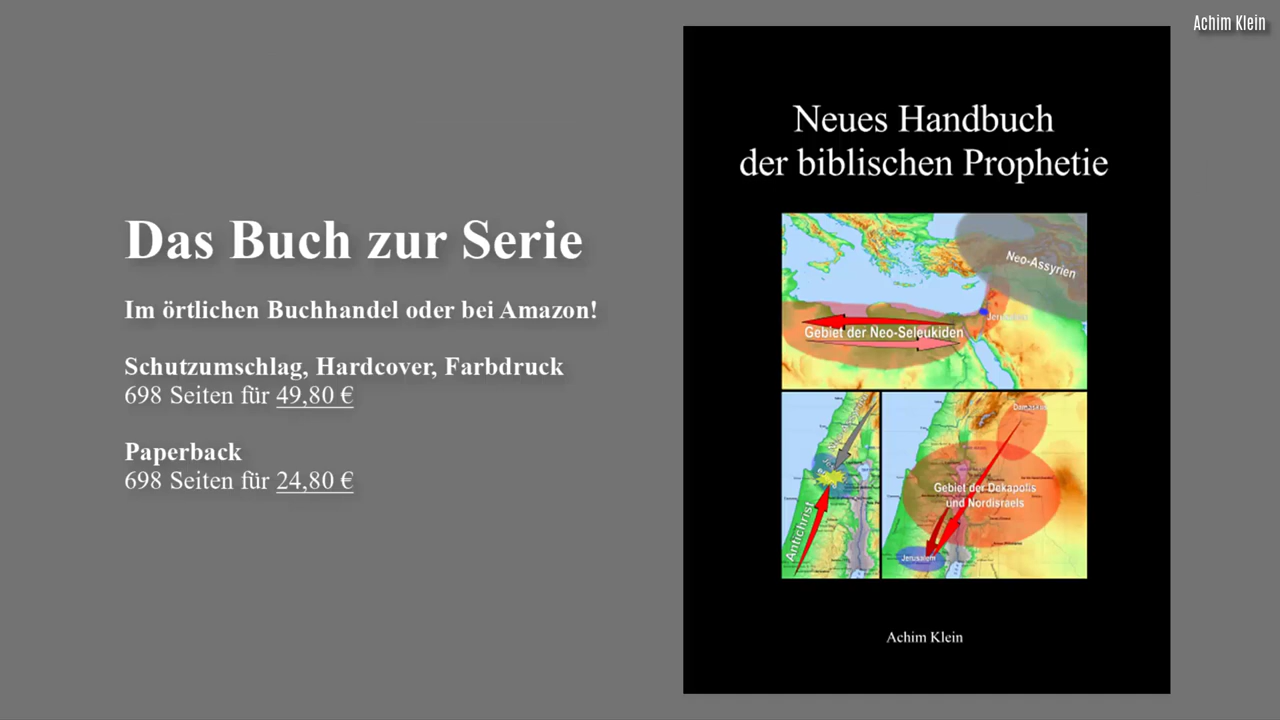 Achim Klein
Das Buch zur Serie
Im örtlichen Buchhandel oder bei Amazon!
Schutzumschlag, Hardcover, Farbdruck
698 Seiten für 49,80 €
Paperback
698 Seiten für 24,80 €
Neues Handbuch
der biblischen Prophetie
Neo-Assyrien
Jerusalem
Gebiet der Neo-Seleukiden
Antichrist
Damaskus
Gebiet der Dekapolis
und Nordisraels
Jerusalem
Achim Klein